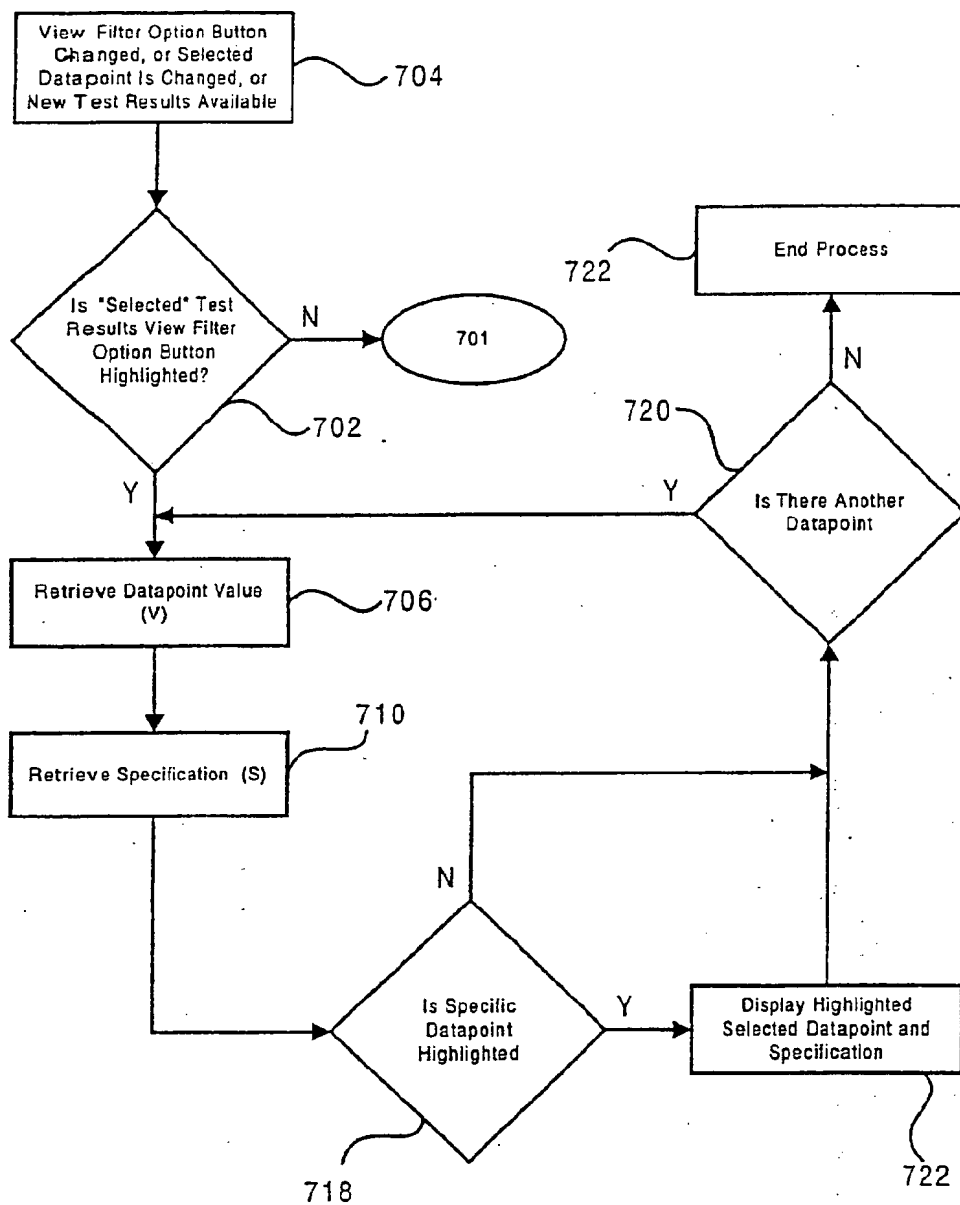 View Filter Option Button
Changed, or Selected
Datapoint Is Changed, or
New Test Results Available
704
Is "Selected" Test
Results View Filter
Option Button
Highlighted?
N
701
702
Y
End Process
722
N
720
Is There Another
Datapoint
Y
Retrieve Datapoint Value
(V)
706
Retrieve Specification (S)
710
Is Specific
Datapoint
Highlighted
N
Y
718
Display Highlighted
Selected Datapoint and
Specification
722